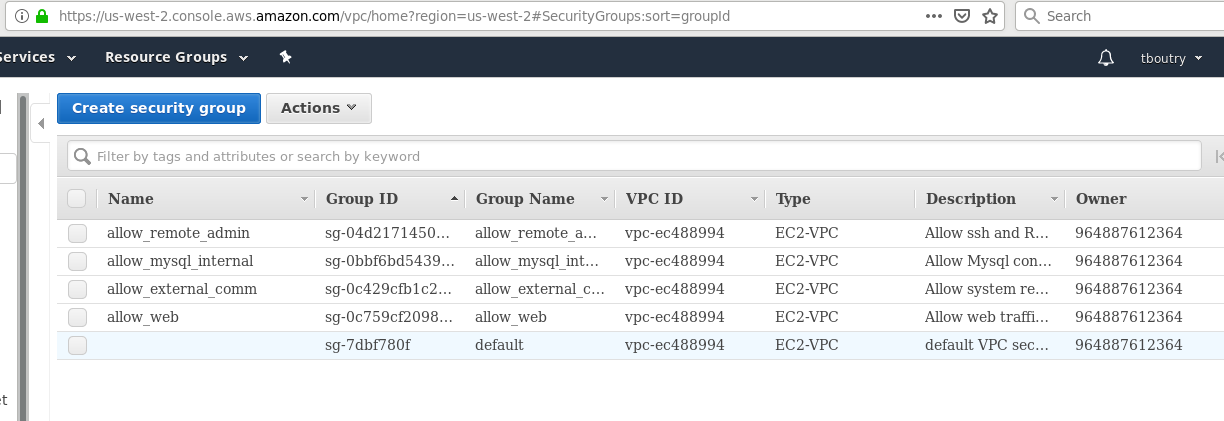 https://us-west-2.console.aws.amazon.com/vpc/home?region=us-west-2#SecurityGroups:sort=groupId Search
Services Resource Groups tboutry
Create security group Actions
Filter by tags and attributes or search by keyword
Name Group ID Group Name VPC ID Type Description Owner
allow_remote_admin sg-04d2171450... allow_remote_a... vpc-ec488994 EC2-VPC Allow ssh and R... 964887612364
allow_mysql_internal sg-0bbf6bd5439... allow_mysql_int... vpc-ec488994 EC2-VPC Allow Mysql con... 964887612364
allow_external_comm sg-0c429cfb1c2... allow_external_c... vpc-ec488994 EC2-VPC Allow system re... 964887612364
allow_web sg-0c759cf2098... allow_web vpc-ec488994 EC2-VPC Allow web traffi... 964887612364
sg-7dbf780f default vpc-ec488994 EC2-VPC default VPC sec... 964887612364